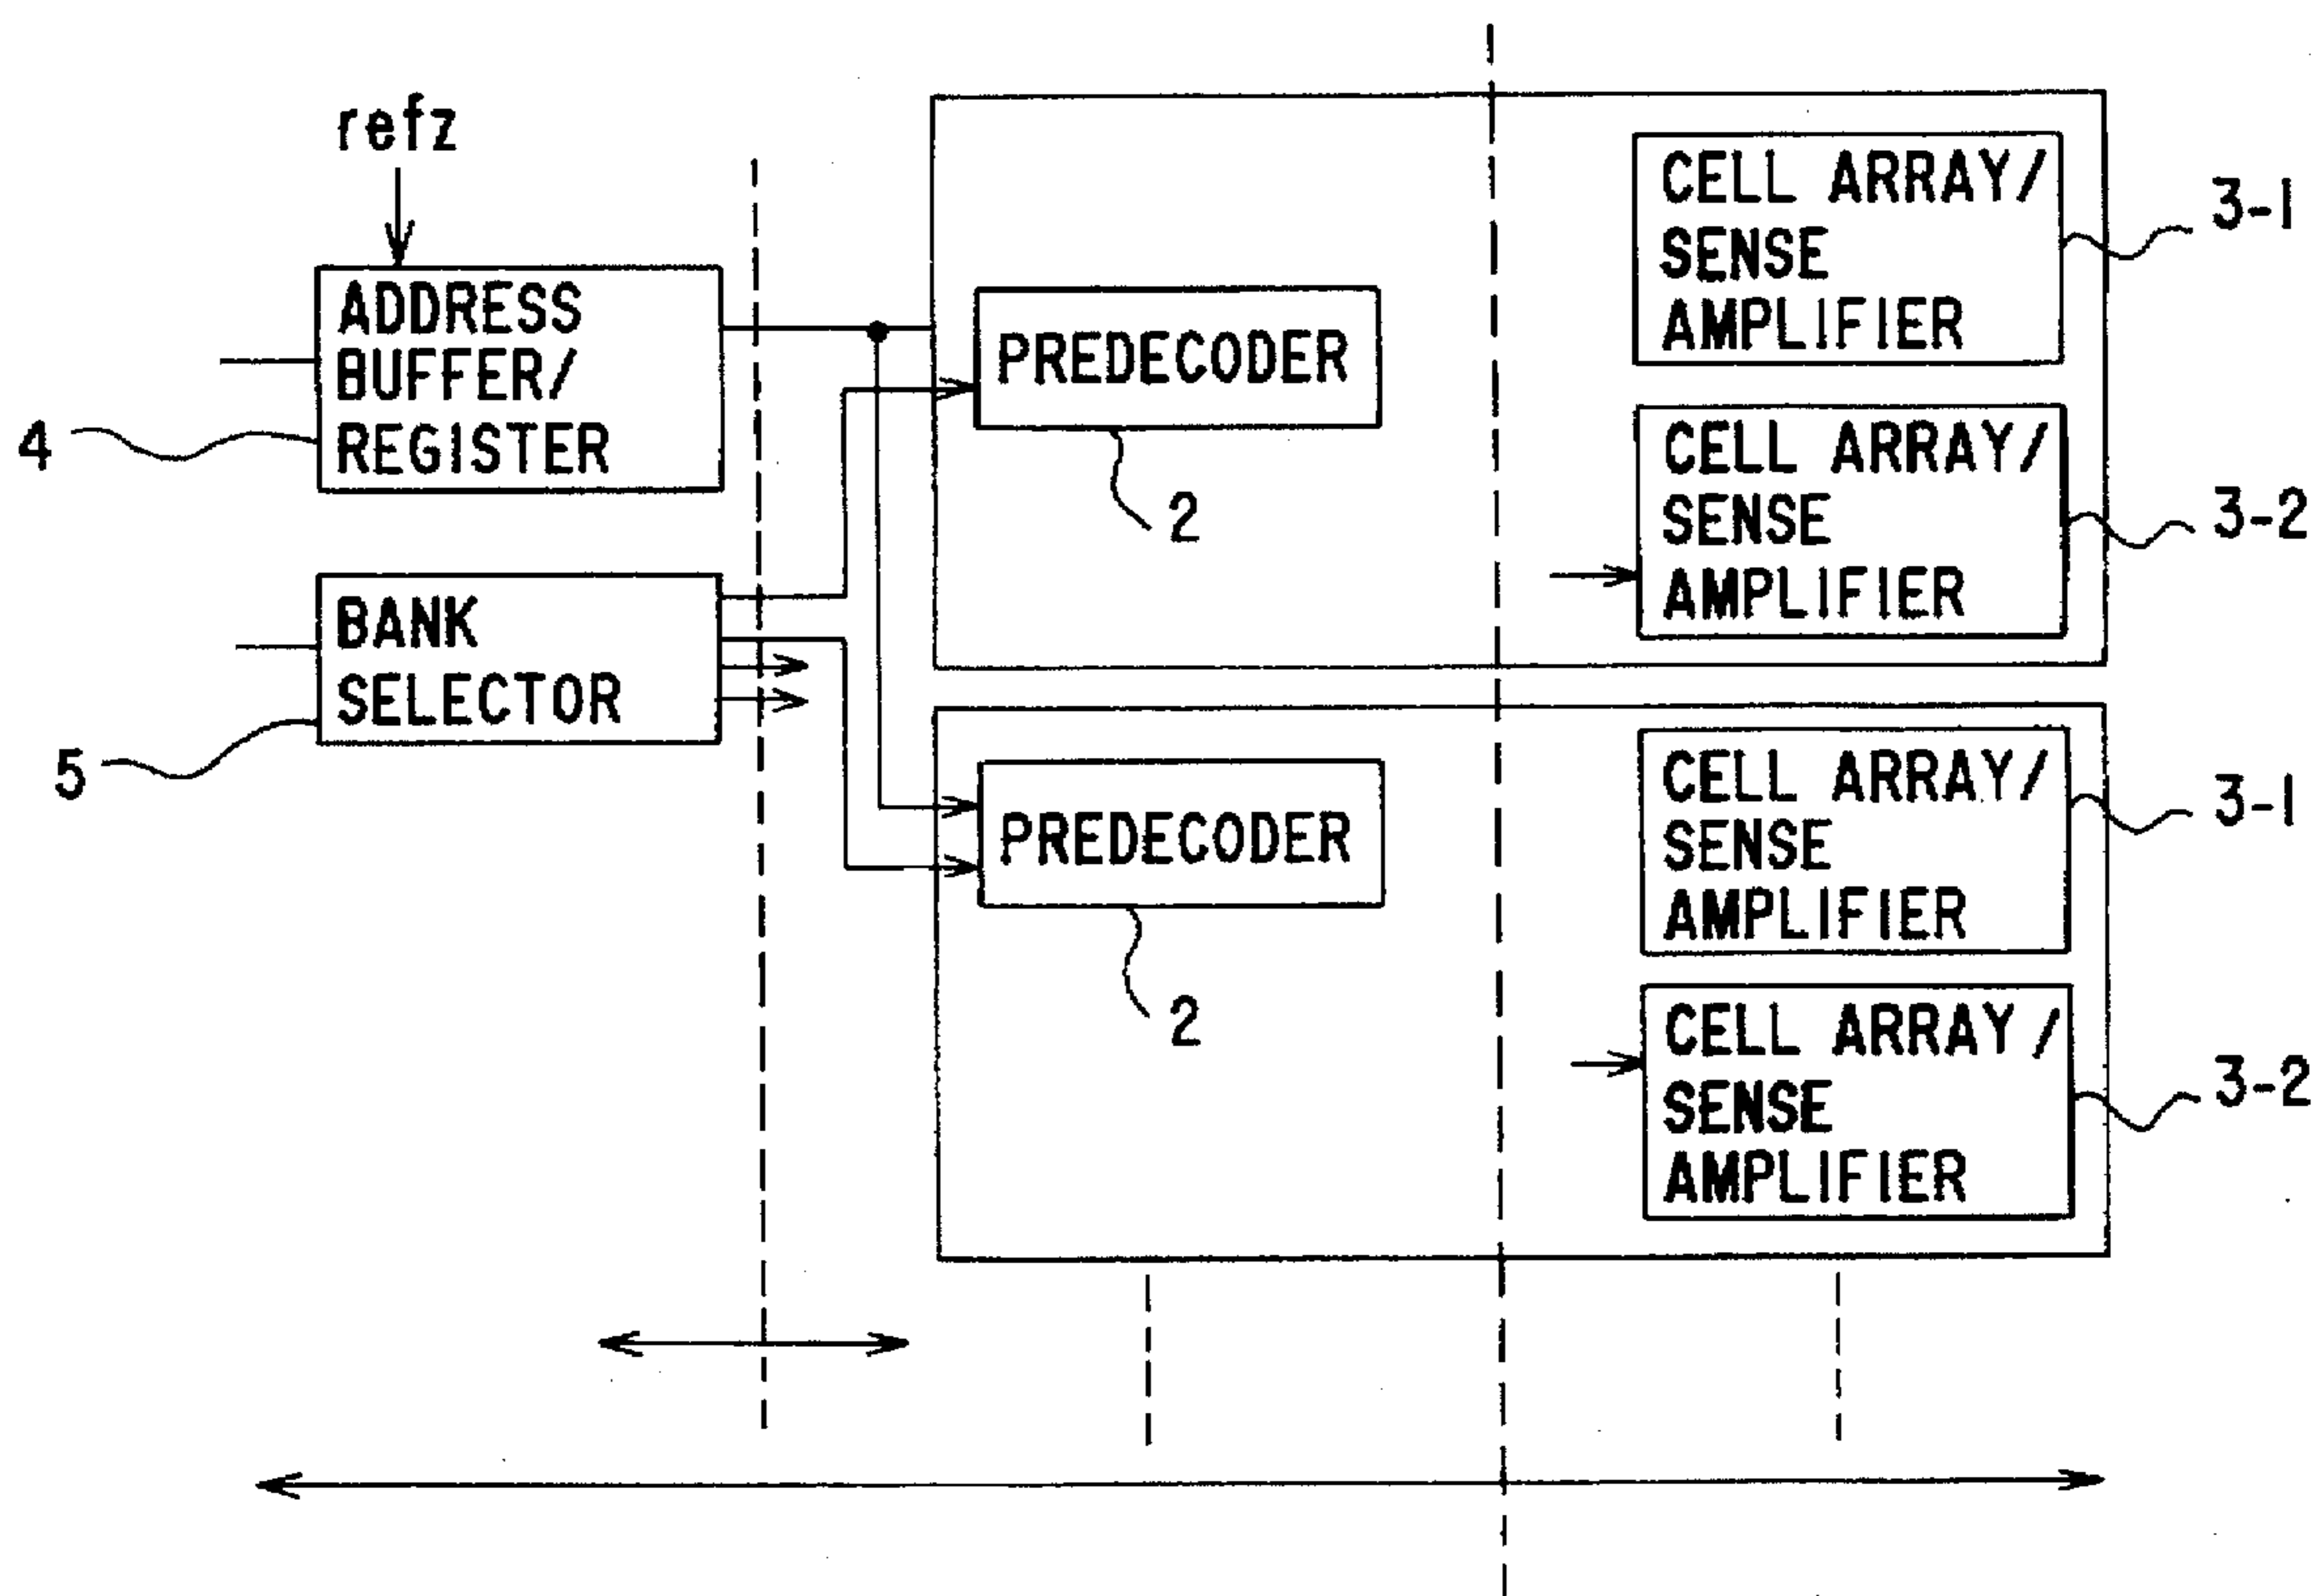 refz
ADDRESS
BUFFER/
REGISTER
4
BANK
SELECTOR
5
PREDECODER
2
CELL ARRAY/
SENSE
AMPLIFIER
3-1
CELL ARRAY/
SENSE
AMPLIFIER
3-2
PREDECODER
2
CELL ARRAY/
SENSE
AMPLIFIER
3-1
CELL ARRAY/
SENSE
AMPLIFIER
3-2